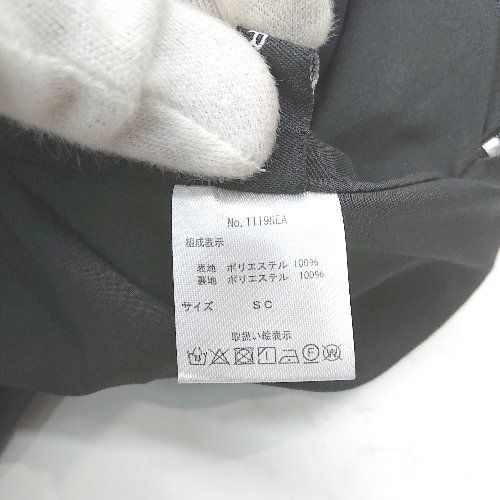 No.1119REA
組成表示
表地 ポリエステル 100%
裏地 ポリエステル 100%
サイズ SC
取扱い絵表示